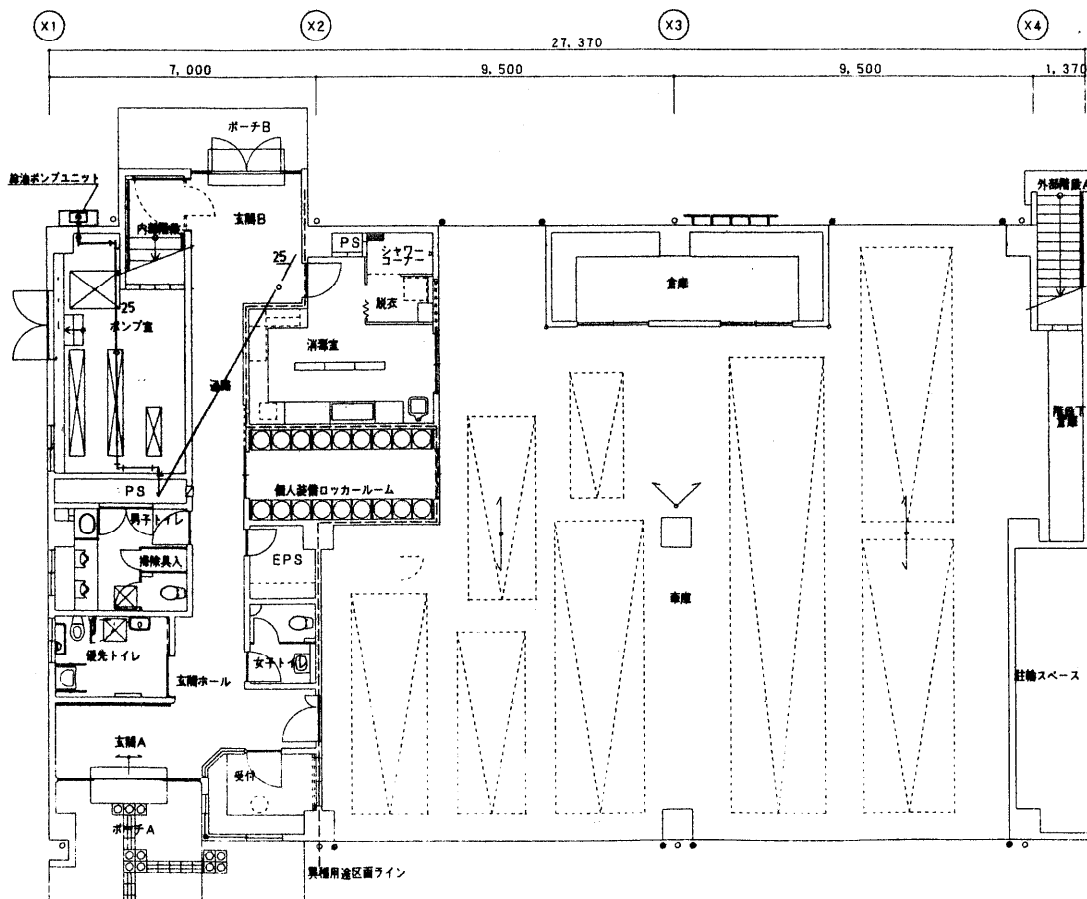 X1
X2
X3
X4
27,370
7,000
9,500
9,500
1,370
ポーチB
給油ポンプユニット
外部階段A
内部階段
玄関B
PS
シャワー
コーナー
25
倉庫
脱衣
25
ポンプ室
消毒室
通路
階段下
倉庫
PS
個人装備ロッカールーム
男子トイレ
掃除具入
EPS
車庫
優先トイレ
女子トイレ
玄関ホール
駐輪スペース
玄関A
受付
ポーチA
異種用途区画ライン